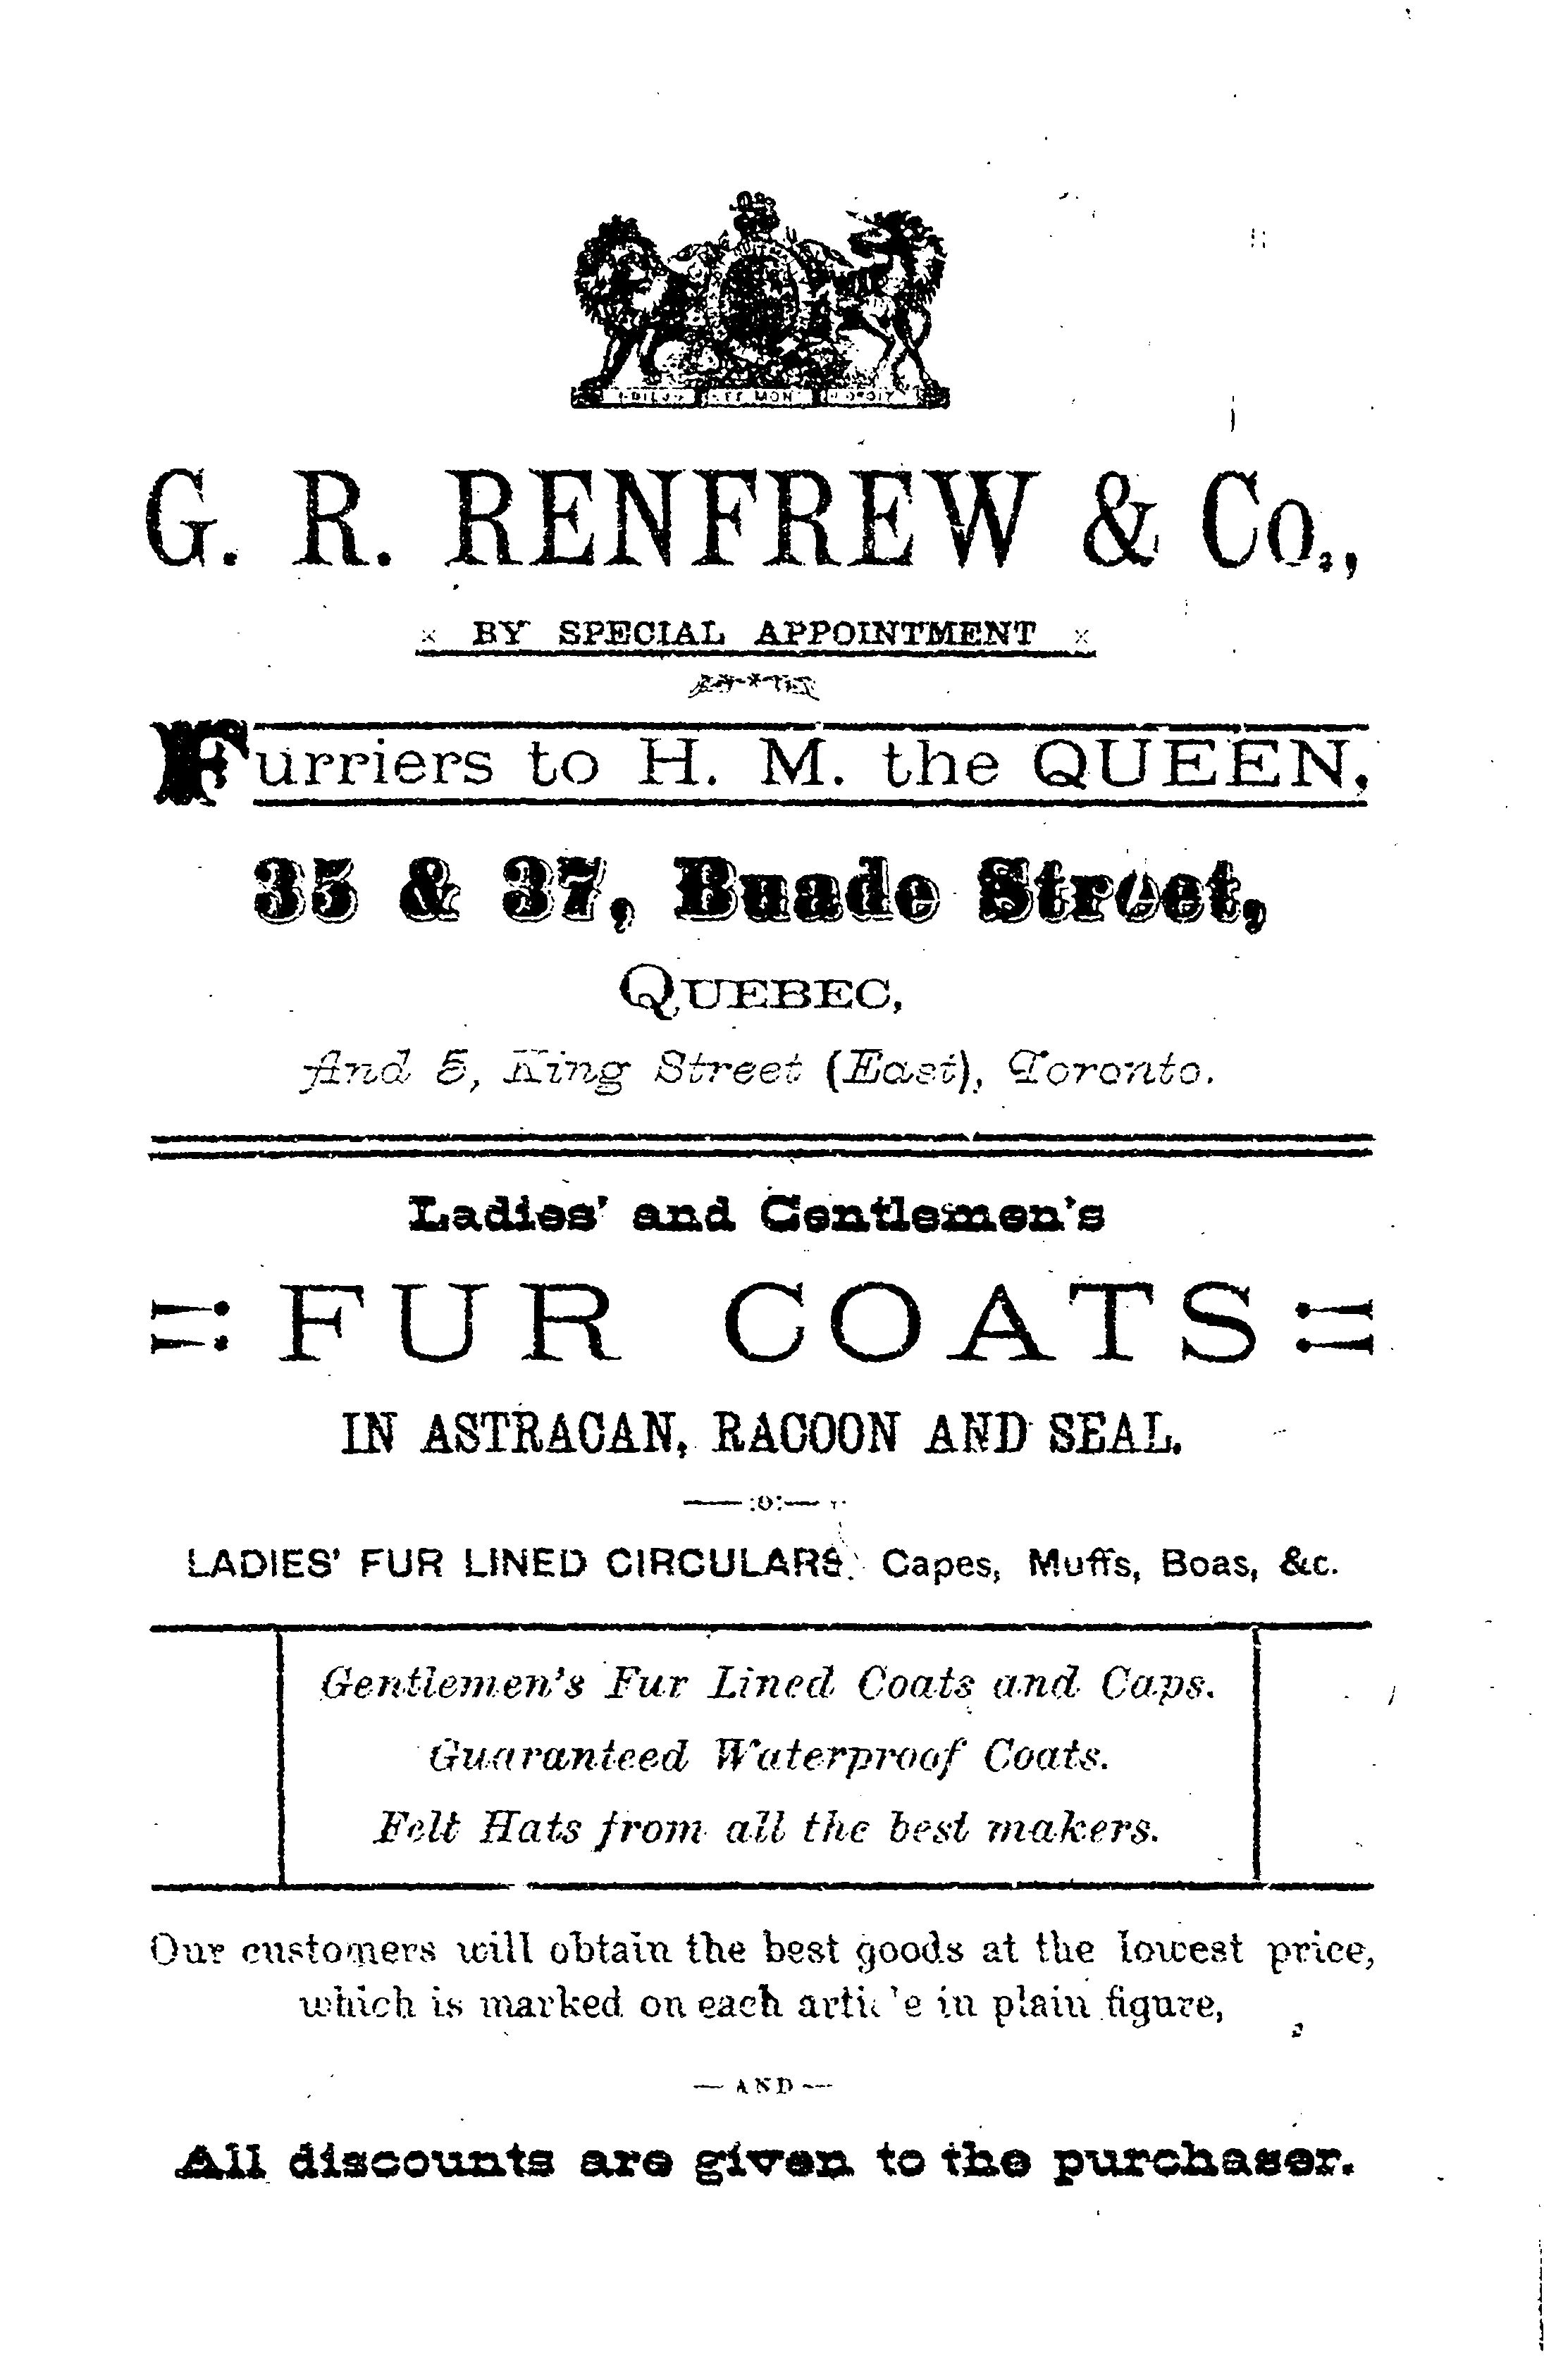 ET MON
G. R. RENFREW & Co.,
BY SPECIAL APPOINTMENT
Furriers to H. M. the QUEEN,
35 & 37, Buade Street,
QUEBEC,
And 5, King Street (East), Toronto.
Ladies' and Gentlemen's
FUR COATS
IN ASTRACAN, RACOON AND SEAL.
—:o:—
LADIES' FUR LINED CIRCULARS. Capes, Muffs, Boas, &c.
Gentlemen's Fur Lined Coats and Caps.
Guaranteed Waterproof Coats.
Felt Hats from all the best makers.
Our customers will obtain the best goods at the lowest price,
which is marked on each article in plain figure,
—AND—
All discounts are given to the purchaser.